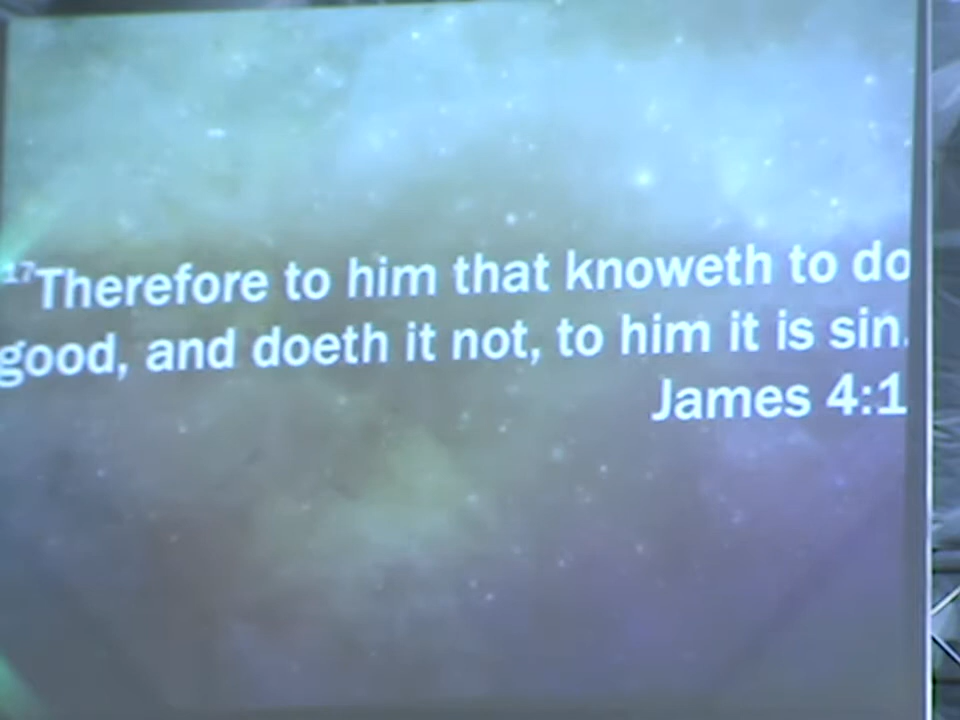 ¹⁷Therefore to him that knoweth to do
good, and doeth it not, to him it is sin.
James 4:1